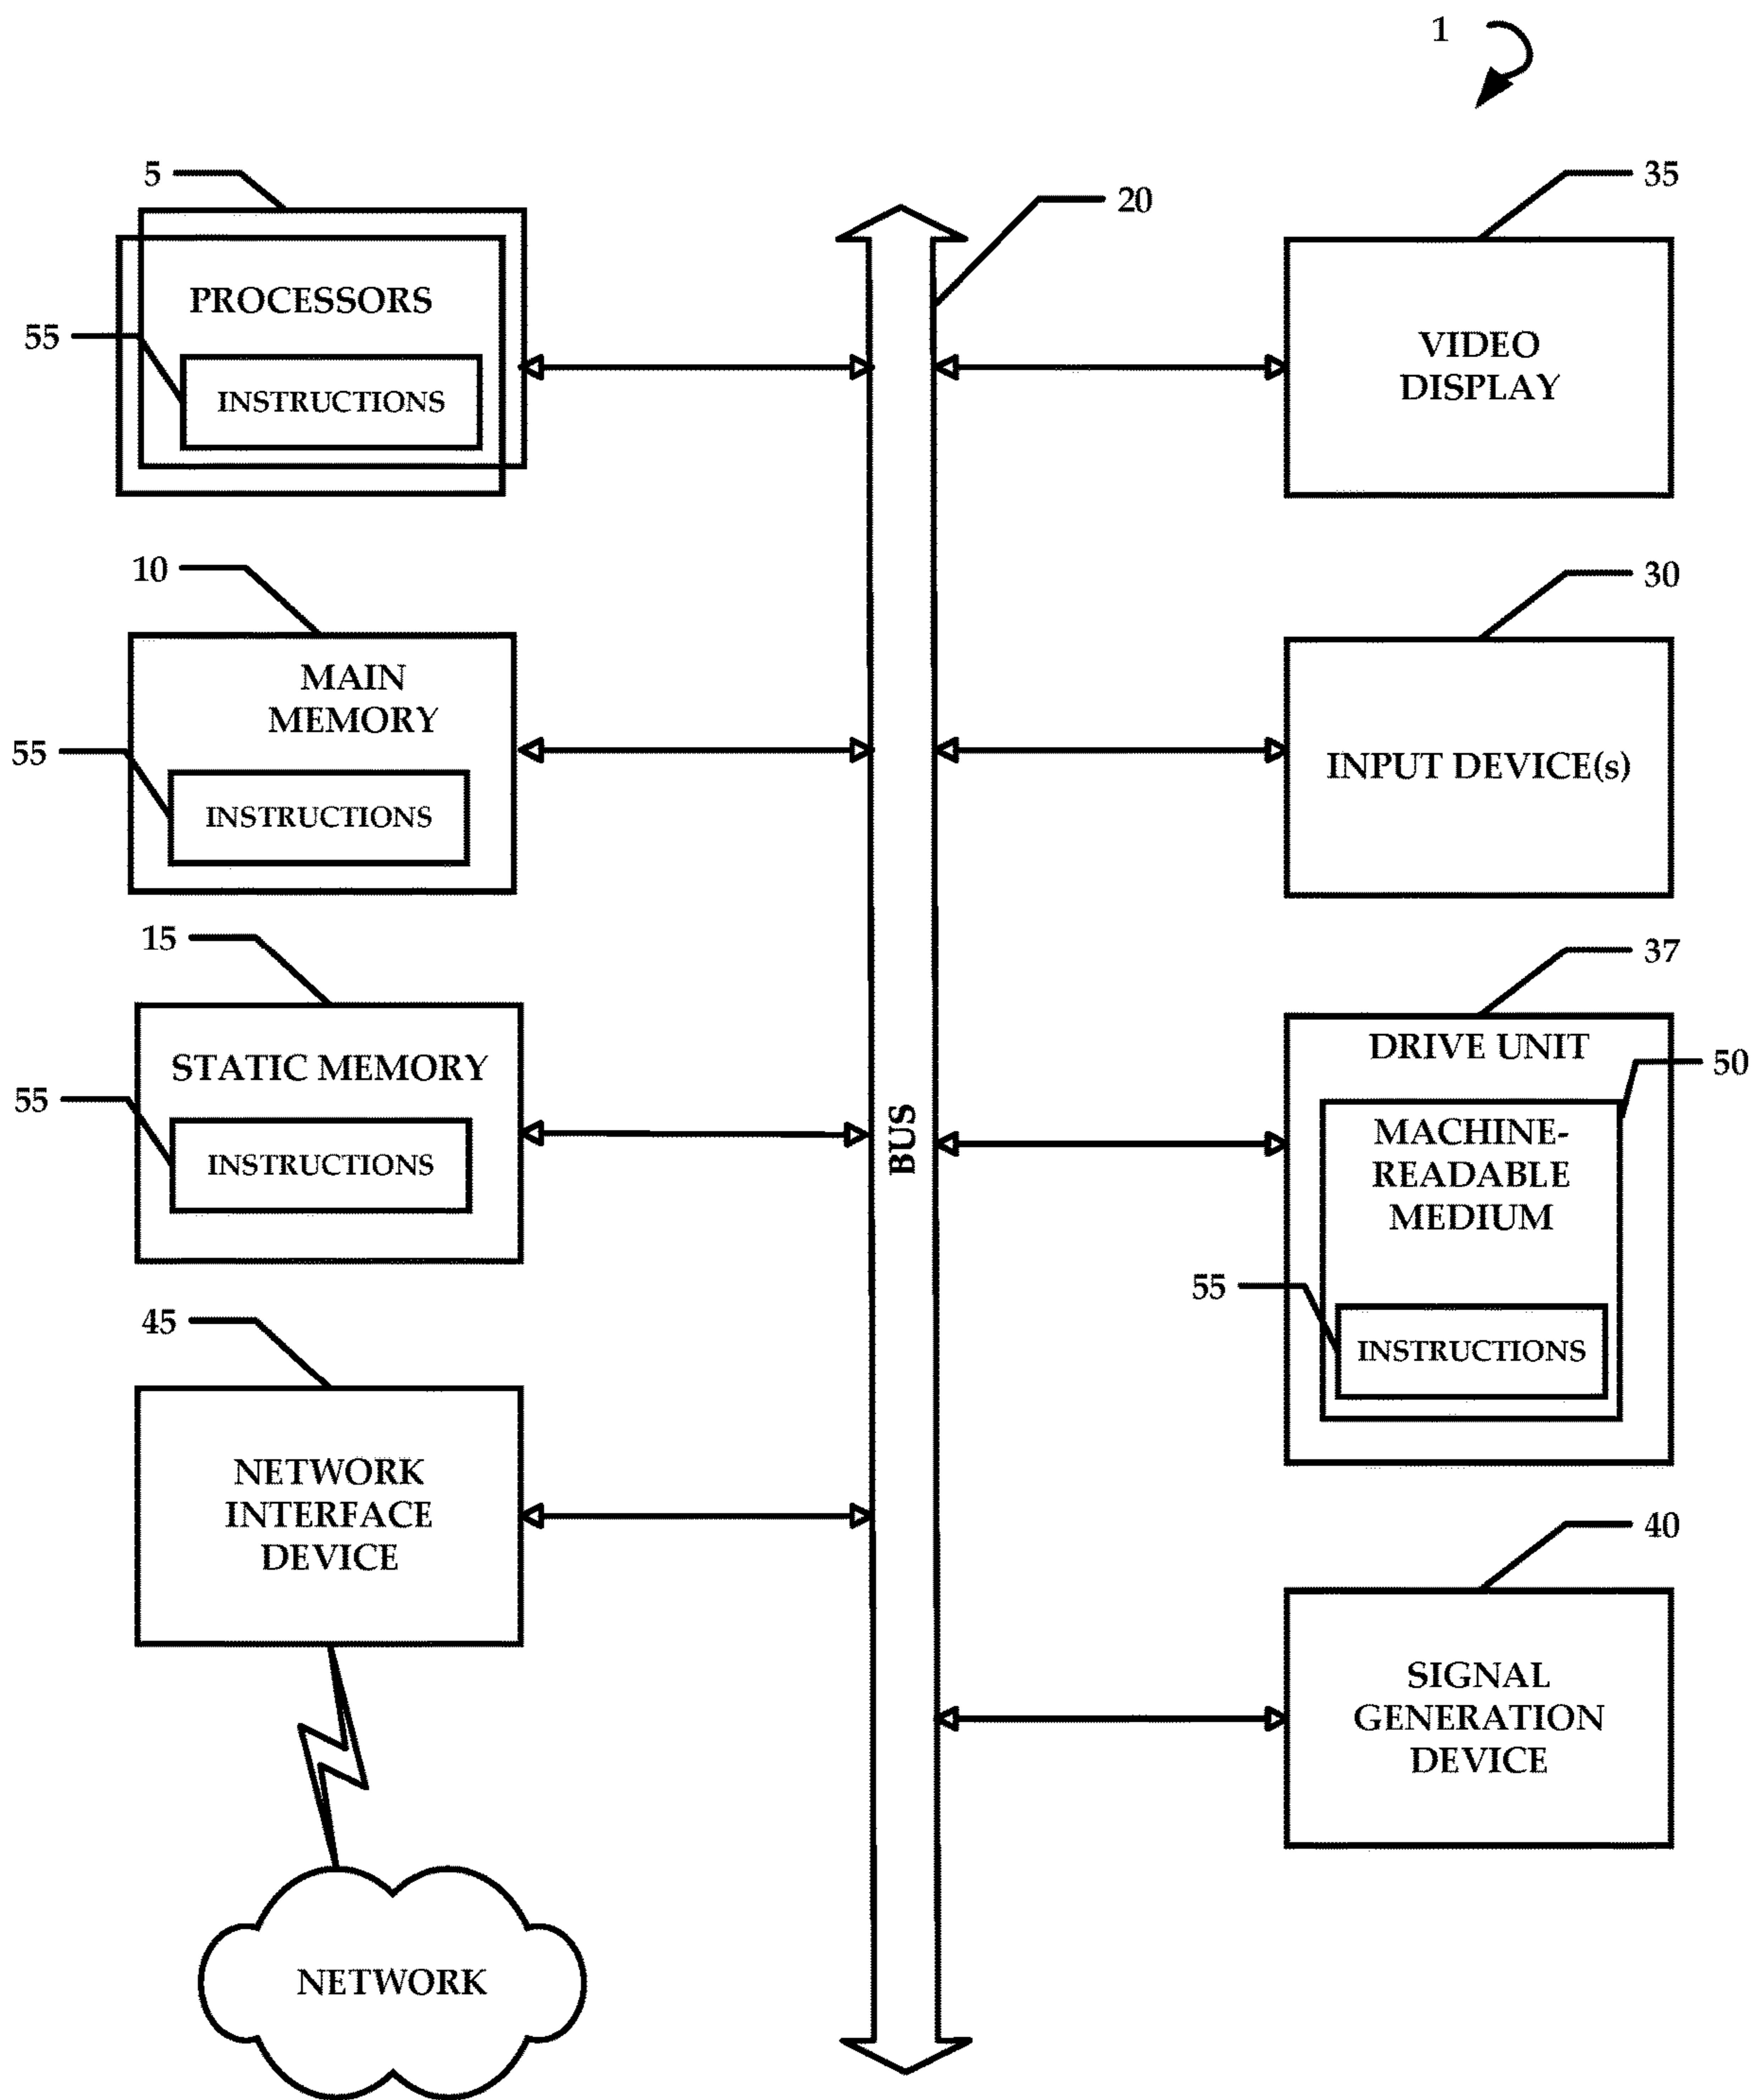 1
5
20
35
PROCESSORS
55
INSTRUCTIONS
VIDEO
DISPLAY
10
30
MAIN
MEMORY
55
INSTRUCTIONS
INPUT DEVICE(s)
15
37
STATIC MEMORY
55
INSTRUCTIONS
BUS
DRIVE UNIT
50
MACHINE-
READABLE
MEDIUM
55
INSTRUCTIONS
45
NETWORK
INTERFACE
DEVICE
40
SIGNAL
GENERATION
DEVICE
NETWORK